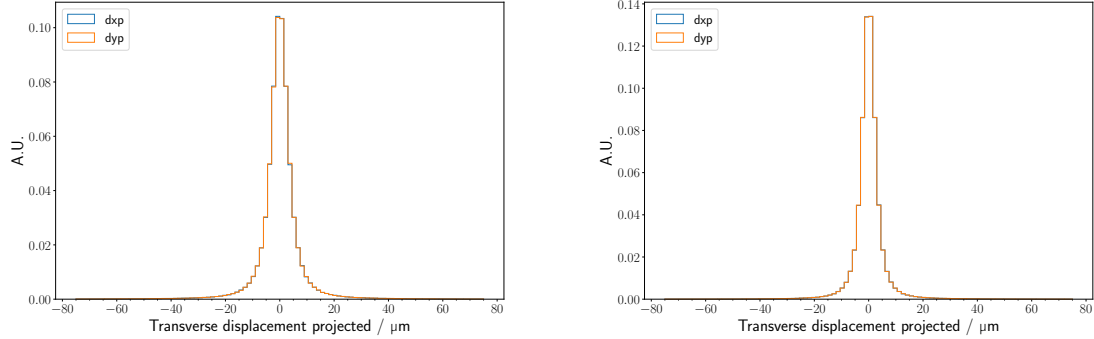 dxp
dyp
A.U.
0.10
0.08
0.06
0.04
0.02
0.00
−80 −60 −40 −20 0 20 40 60 80
Transverse displacement projected / μm
dxp
dyp
A.U.
0.14
0.12
0.10
0.08
0.06
0.04
0.02
0.00
−80 −60 −40 −20 0 20 40 60 80
Transverse displacement projected / μm